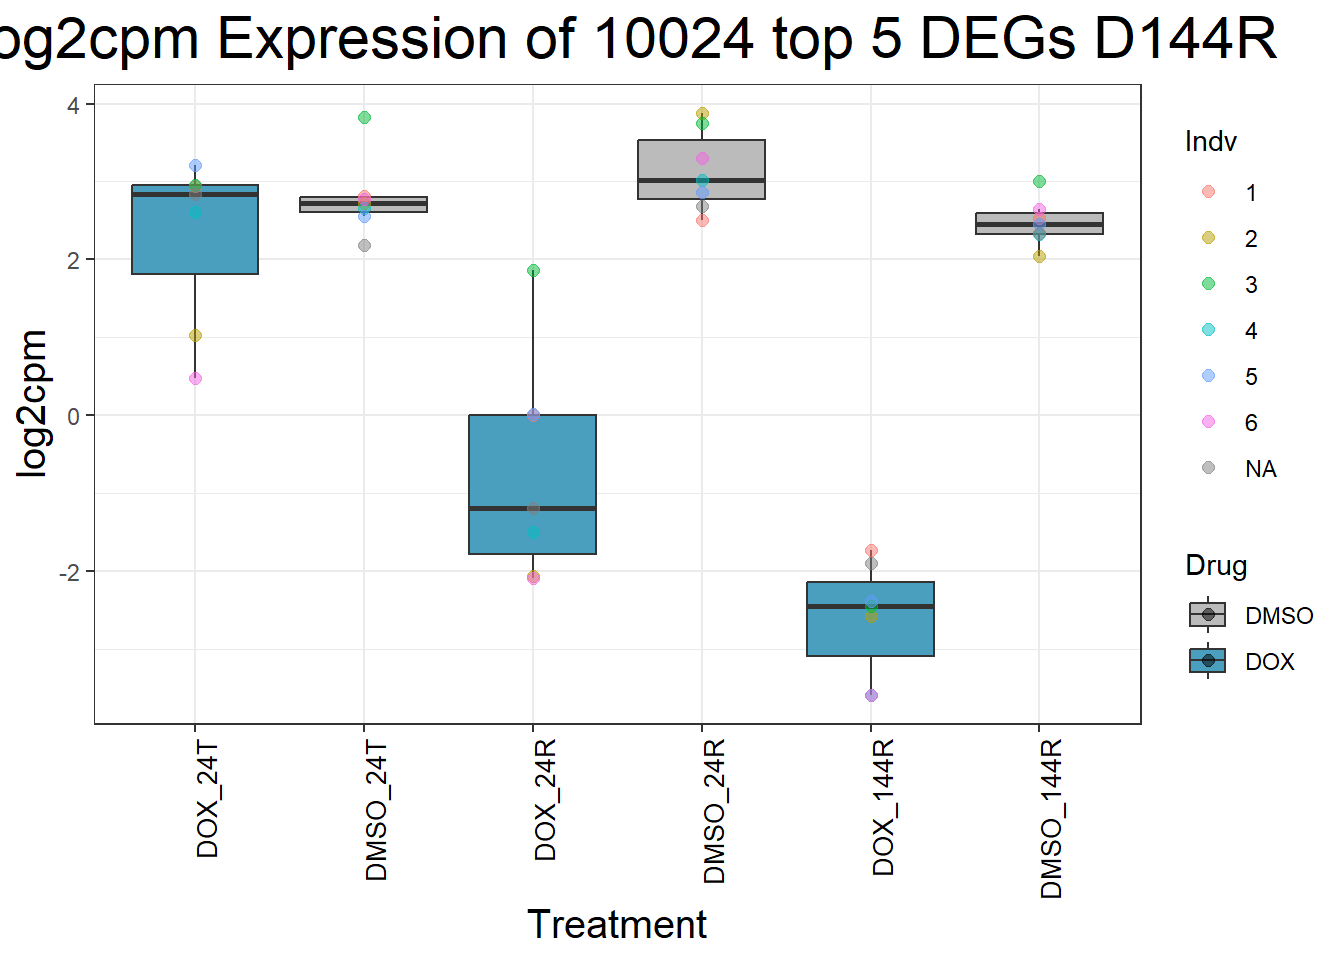 og2cpm Expression of 10024 top 5 DEGs D144R
4
2
0
-2
log2cpm
DOX_24T
DMSO_24T
DOX_24R
DMSO_24R
DOX_144R
DMSO_144R
Treatment
Indv
1
2
3
4
5
6
NA
Drug
DMSO
DOX